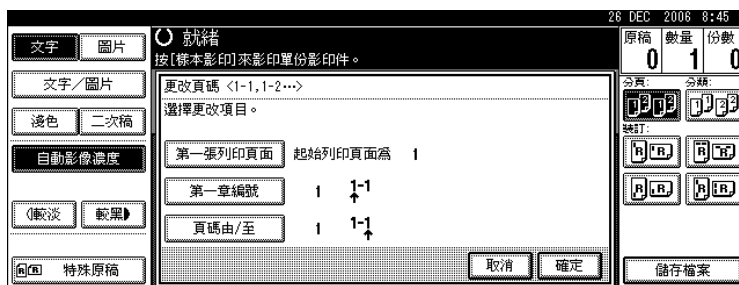 26 DEC 2006 8:45
文字 圖片
就緒
按[樣本影印]來影印單份影印件。
原稿 數量 份數
0 1 0
文字／圖片
淺色 二次稿
自動影像濃度
較淡 較黑
特殊原稿
更改頁碼 <1-1,1-2…>
選擇更改項目。
第一張列印頁面 起始列印頁面為 1
第一章編號 1 1-1
頁碼由/至 1 1-1
取消 確定
分頁: 分類:
裝訂:
儲存檔案